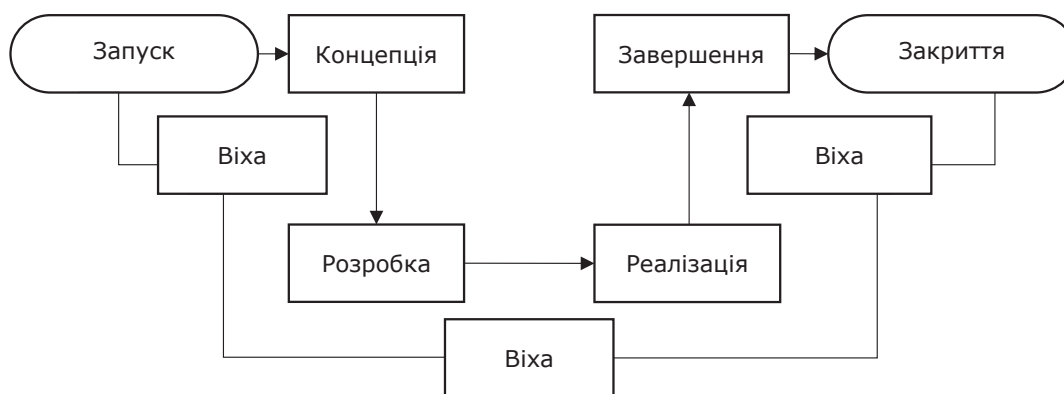 Запуск
Концепція
Завершення
Закриття
Віха
Віха
Розробка
Реалізація
Віха